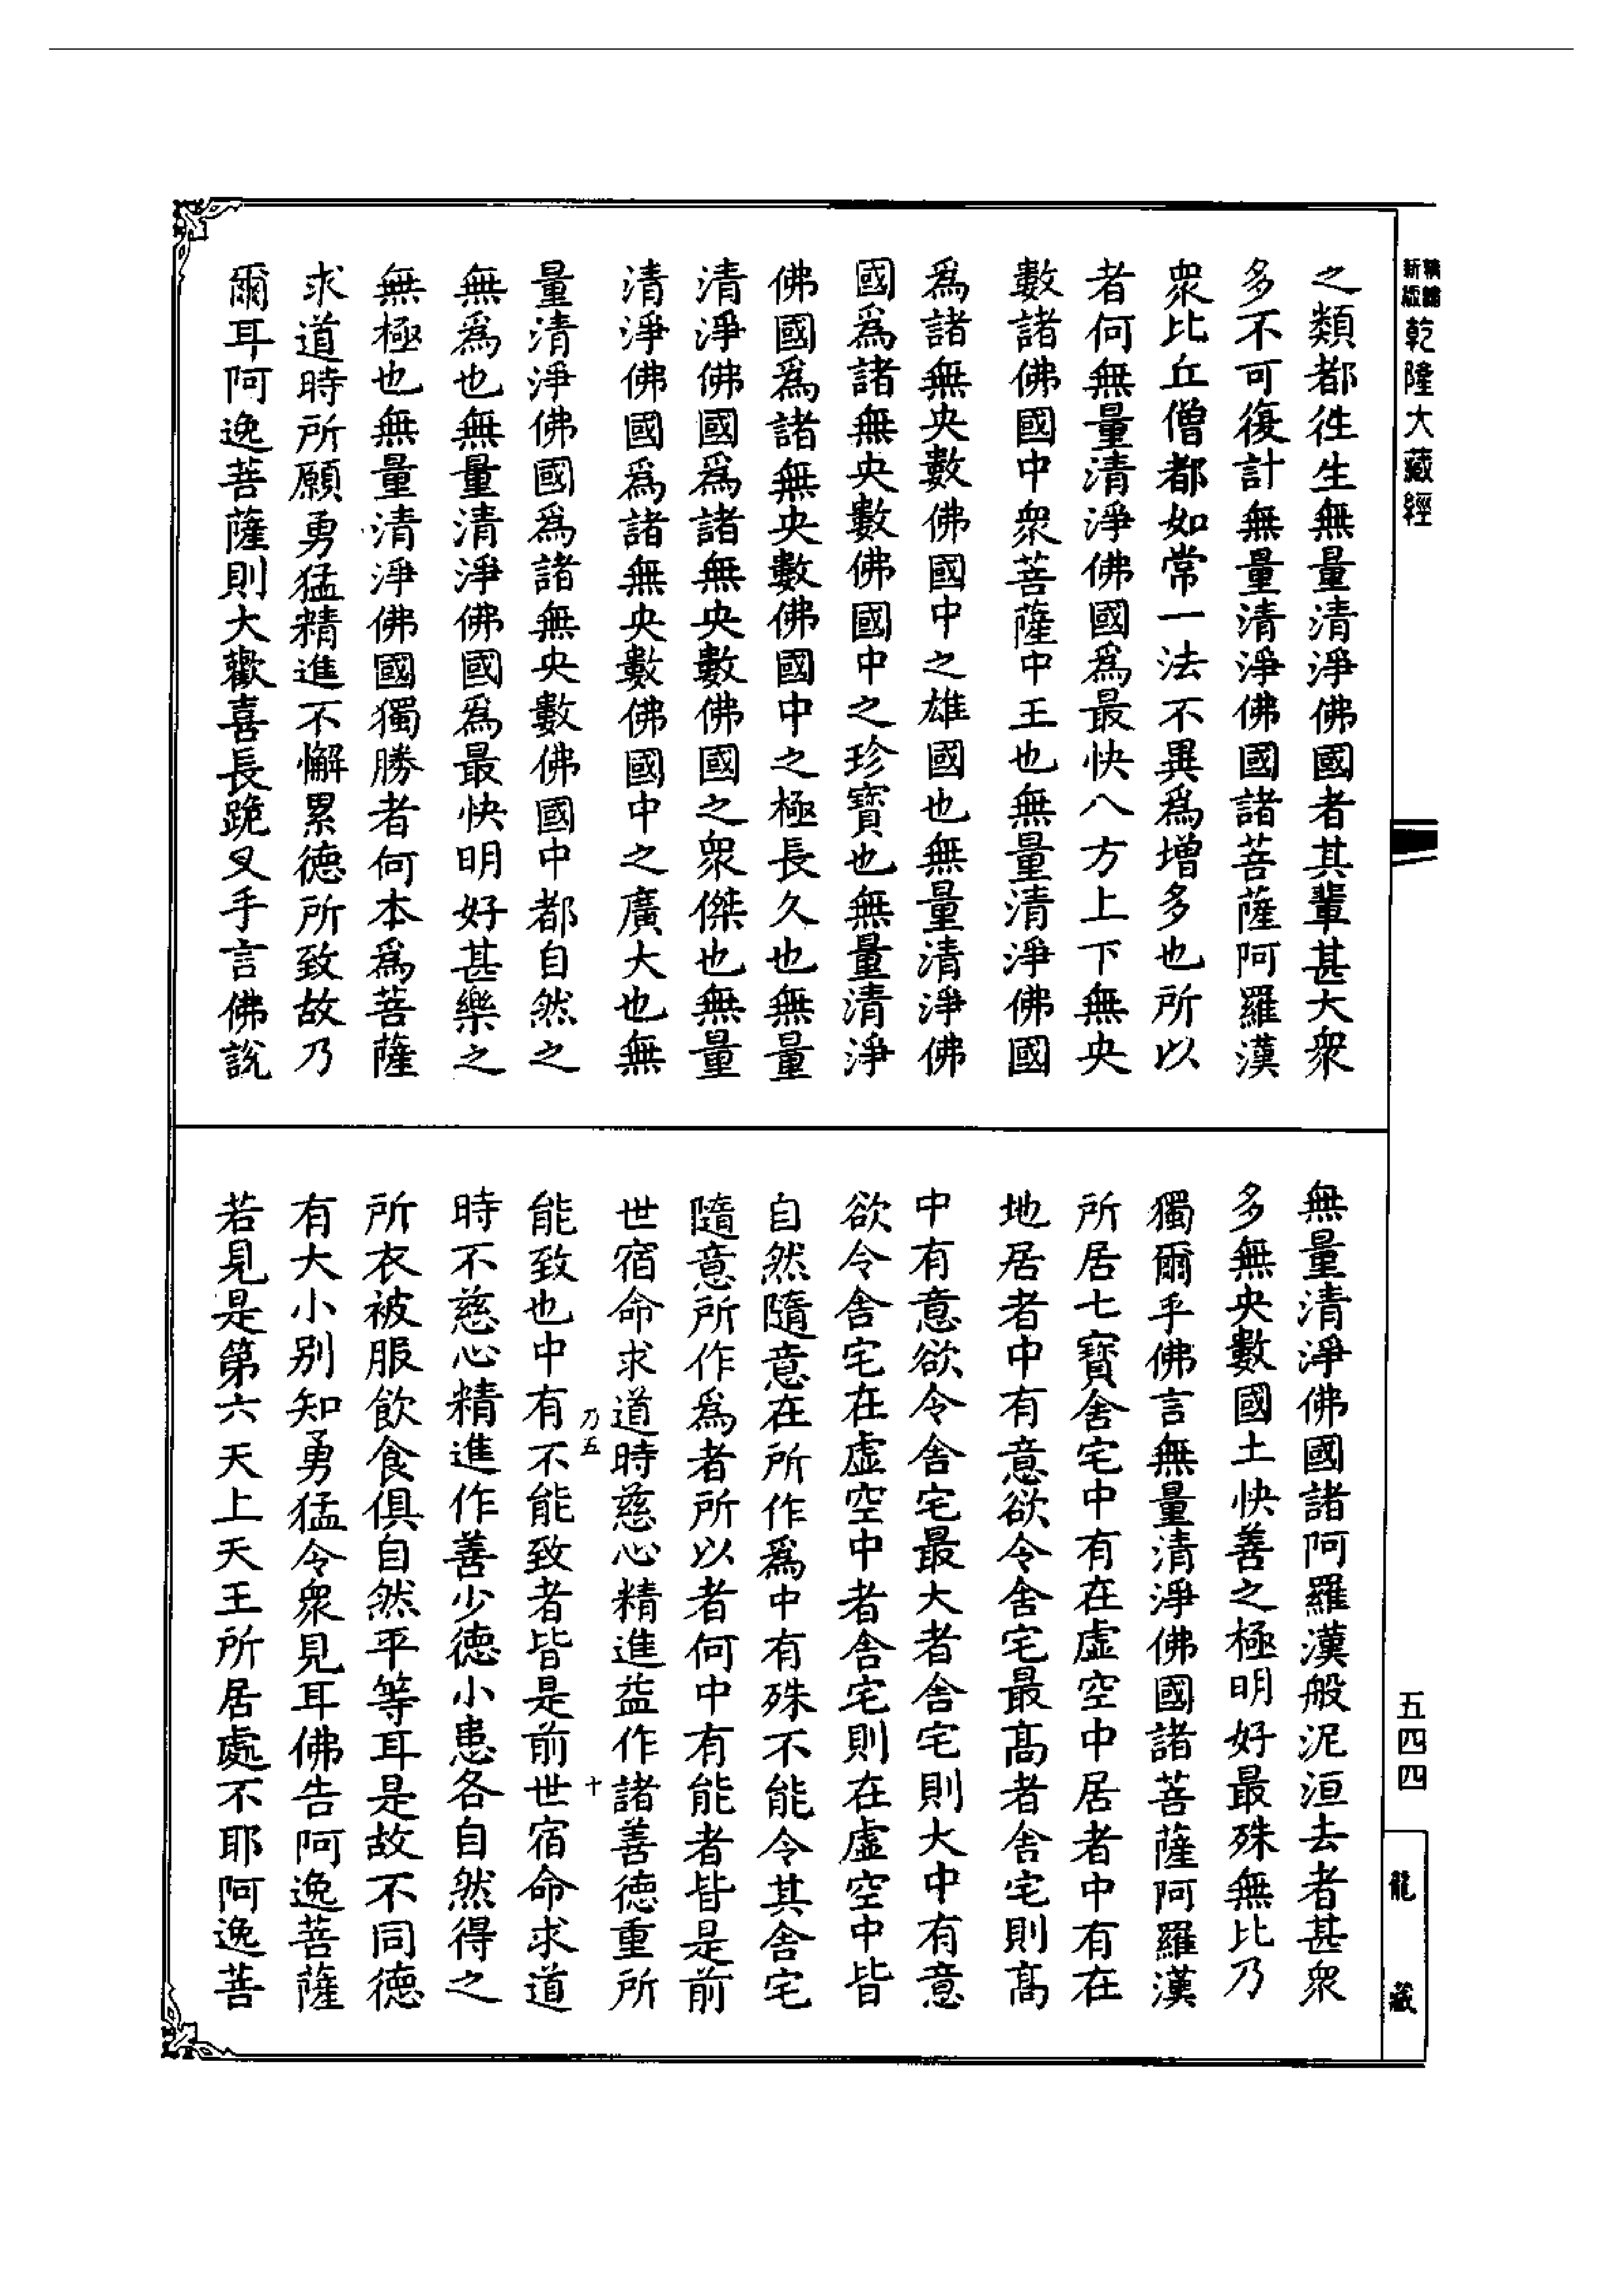 新版
乾隆大藏經
之類都徃生無量清淨佛國者其輩甚大衆
多不可復計無量清淨佛國諸菩薩阿羅漢
衆比丘僧都如常一法不異爲增多也所以
者何無量清淨佛國爲最快八方上下無央
數諸佛國中衆菩薩中王也無量清淨佛國
爲諸無央數佛國中之雄國也無量清淨佛
國爲諸無央數佛國中之珍寶也無量清淨
佛國爲諸無央數佛國中之極長久也無量
清淨佛國爲諸無央數佛國之衆傑也無量
清淨佛國爲諸無央數佛國中之廣大也無
量清淨佛國爲諸無央數佛國中都自然之
無爲也無量清淨佛國爲最快明好甚樂之
無極也無量清淨佛國獨勝者何本爲菩薩
求道時所願勇猛精進不懈累德所致故乃
爾耳阿逸菩薩則大歡喜長跪叉手言佛說
無量清淨佛國諸阿羅漢般泥洹去者甚衆
多無央數國土快善之極明好最殊無比乃
獨爾乎佛言無量清淨佛國諸菩薩阿羅漢
所居七寶舍宅中有在虛空中居者中有在
地居者中有意欲令舍宅最高者舍宅則高
中有意欲令舍宅最大者舍宅則大中有意
欲令舍宅在虛空中者舍宅則在虛空中皆
自然隨意在所作爲中有殊不能令其舍宅
隨意所作爲者所以者何中有能者皆是前
世宿命求道時慈心精進益作諸善德重所
乃五
十
能致也中有不能致者皆是前世宿命求道
時不慈心精進作善少德小患各自然得之
所衣被服飲食俱自然平等耳是故不同德
有大小別知勇猛令衆見耳佛告阿逸菩薩
若見是第六天上天王所居處不耶阿逸菩
五四四
龍藏